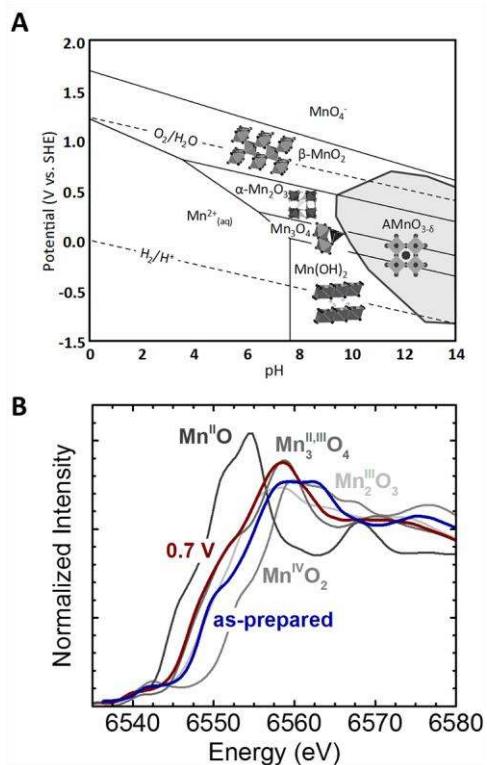 A
2.0
1.5
1.0
0.5
0.0
-0.5
-1.5
Potential (V vs. SHE)
MnO₄⁻
O₂/H₂O
β-MnO₂
α-Mn₂O₃
Mn²⁺(aq)
Mn₃O₄
AMnO₃₋δ
H₂/H⁺
Mn(OH)₂
0 2 4 6 8 10 12 14
pH
B
MnᴵᴵO
Mn₃ᴵᴵ,ᴵᴵᴵO₄
Mn₂ᴵᴵᴵO₃
0.7 V
MnᴵⱽO₂
as-prepared
Normalized Intensity
6540 6550 6560 6570 6580
Energy (eV)